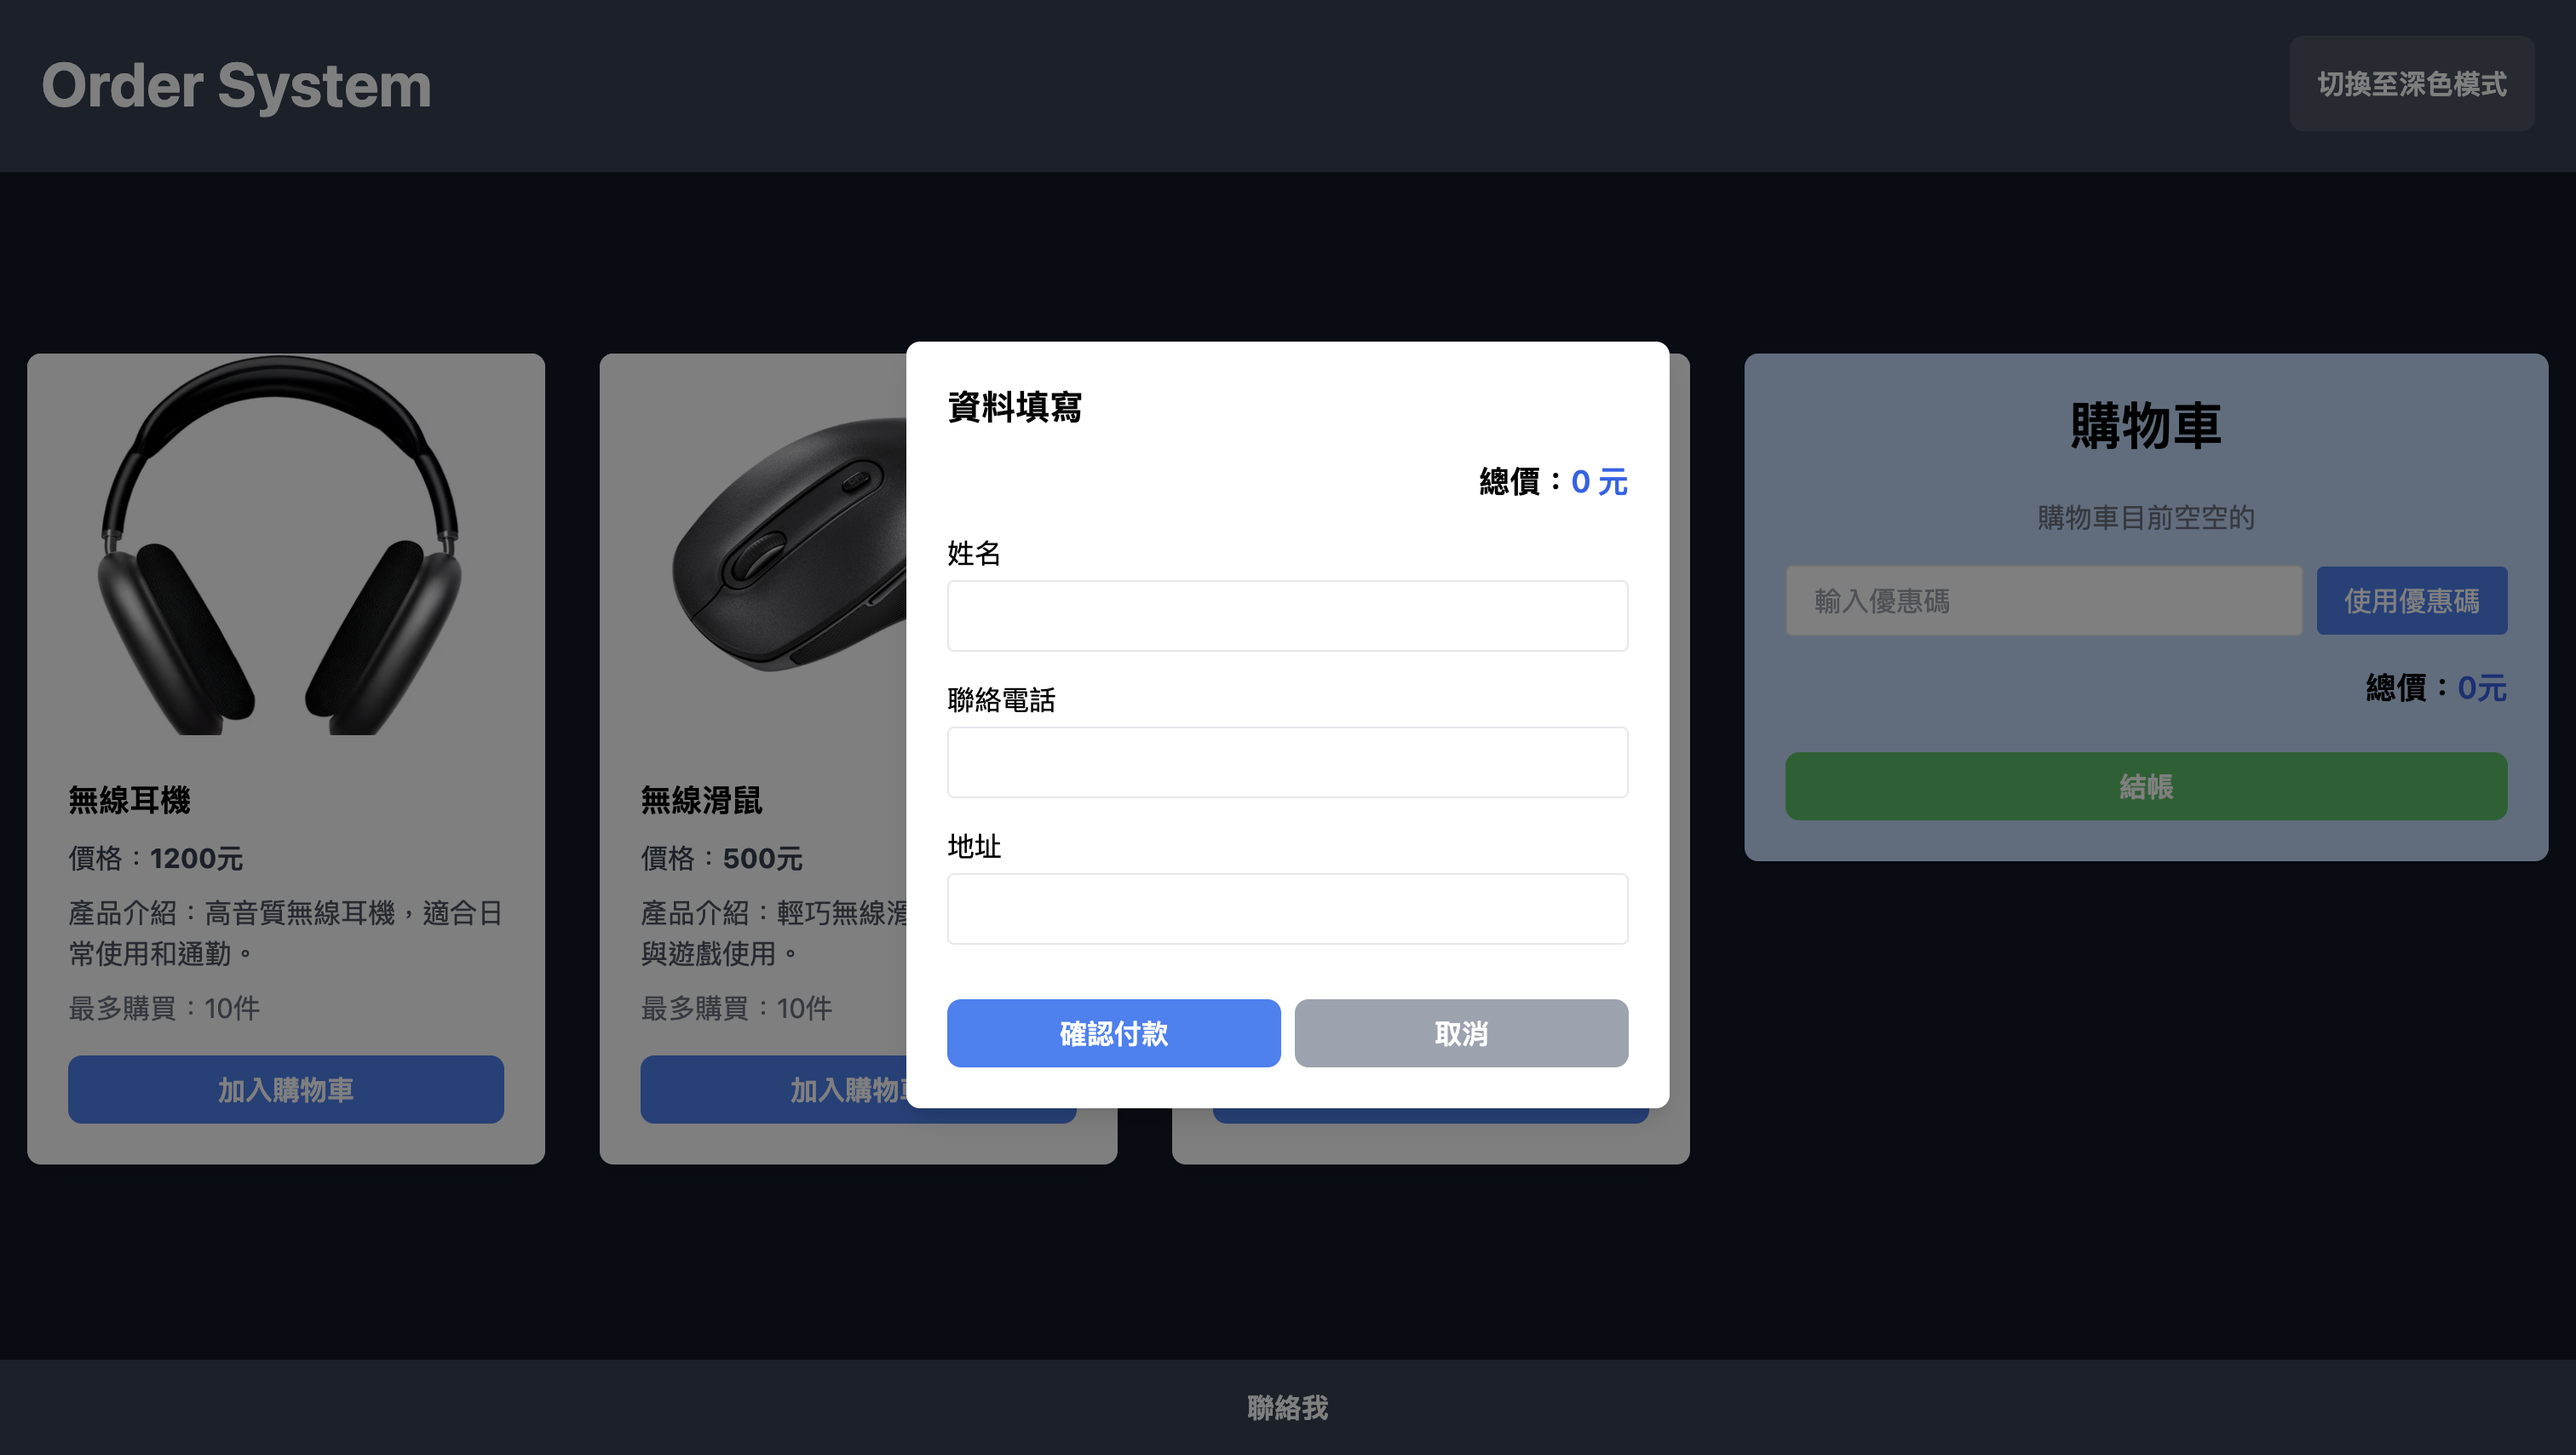 Order System
切換至深色模式
資料填寫
總價：0 元
姓名
聯絡電話
地址
確認付款
取消
無線耳機
價格：1200元
產品介紹：高音質無線耳機，適合日
常使用和通勤。
最多購買：10件
加入購物車
無線滑鼠
價格：500元
產品介紹：輕巧無線滑
與遊戲使用。
最多購買：10件
加入購物
購物車
購物車目前空空的
輸入優惠碼
使用優惠碼
總價：0元
結帳
聯絡我